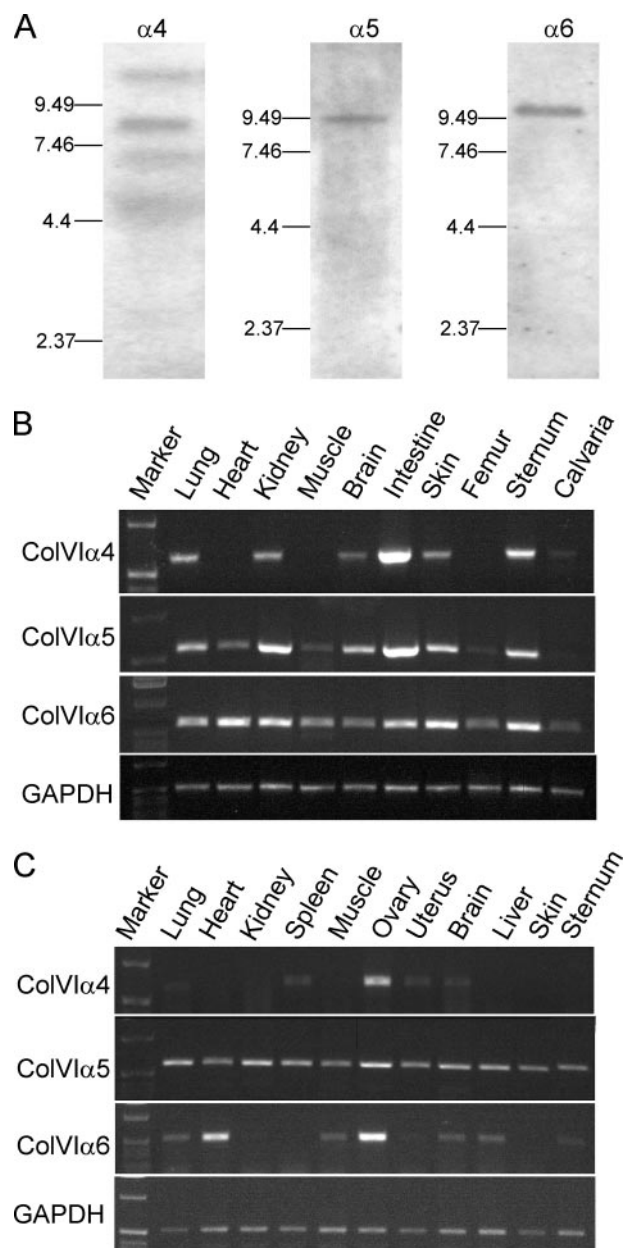 A
α4 α5 α6
9.49 9.49 9.49
7.46 7.46 7.46
4.4 4.4 4.4
2.37 2.37 2.37
B
Marker Lung Heart Kidney Muscle Brain Intestine Skin Femur Sternum Calvaria
ColVIα4
ColVIα5
ColVIα6
GAPDH
C
Marker Lung Heart Kidney Spleen Muscle Ovary Uterus Brain Liver Skin Sternum
ColVIα4
ColVIα5
ColVIα6
GAPDH